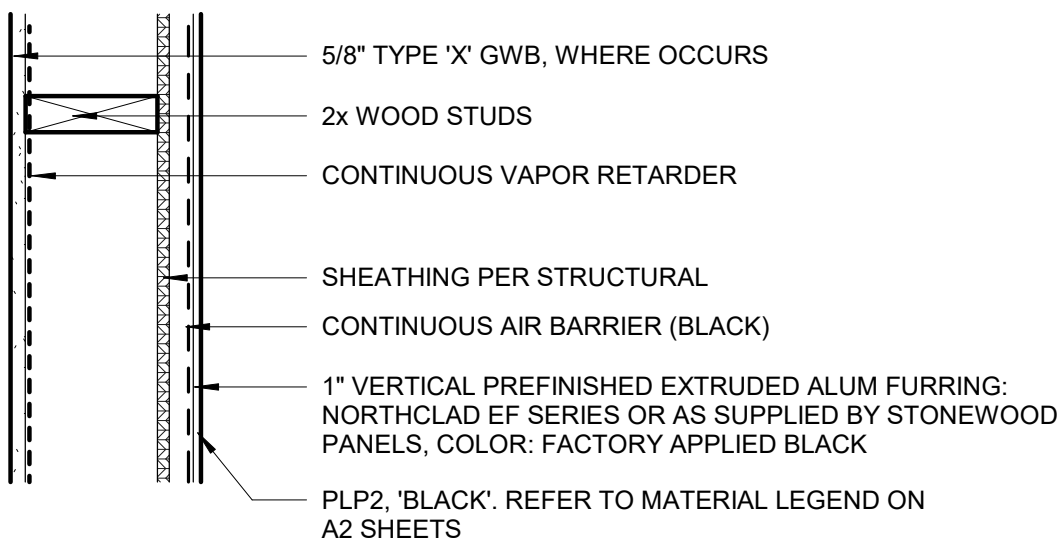 5/8" TYPE 'X' GWB, WHERE OCCURS
2x WOOD STUDS
CONTINUOUS VAPOR RETARDER
SHEATHING PER STRUCTURAL
CONTINUOUS AIR BARRIER (BLACK)
1" VERTICAL PREFINISHED EXTRUDED ALUM FURRING:
NORTHCLAD EF SERIES OR AS SUPPLIED BY STONEWOOD
PANELS, COLOR: FACTORY APPLIED BLACK
PLP2, 'BLACK'. REFER TO MATERIAL LEGEND ON
A2 SHEETS